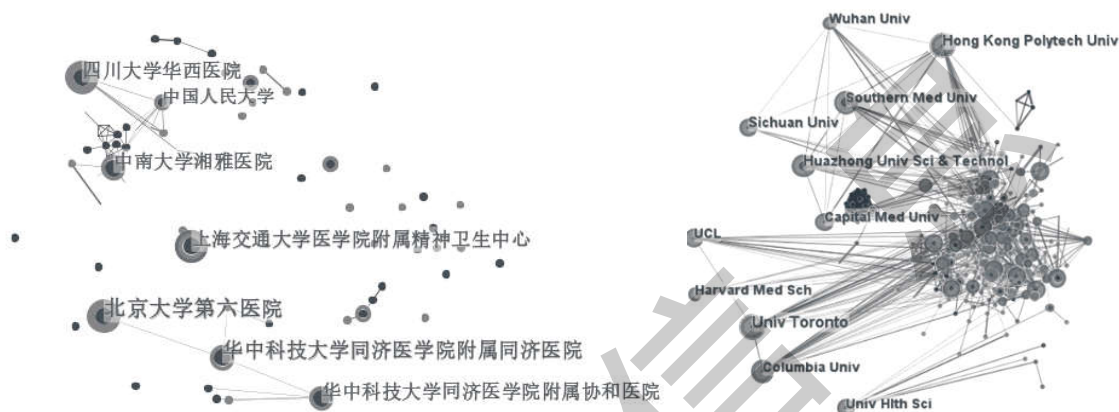 四川大学华西医院
中国人民大学
中南大学湘雅医院
上海交通大学医学院附属精神卫生中心
北京大学第六医院
华中科技大学同济医学院附属同济医院
华中科技大学同济医学院附属协和医院
Wuhan Univ
Hong Kong Polytech Univ
Southern Med Univ
Sichuan Univ
Huazhong Univ Sci & Technol
Capital Med Univ
UCL
Harvard Med Sch
Univ Toronto
Columbia Univ
Univ Hlth Sci
信